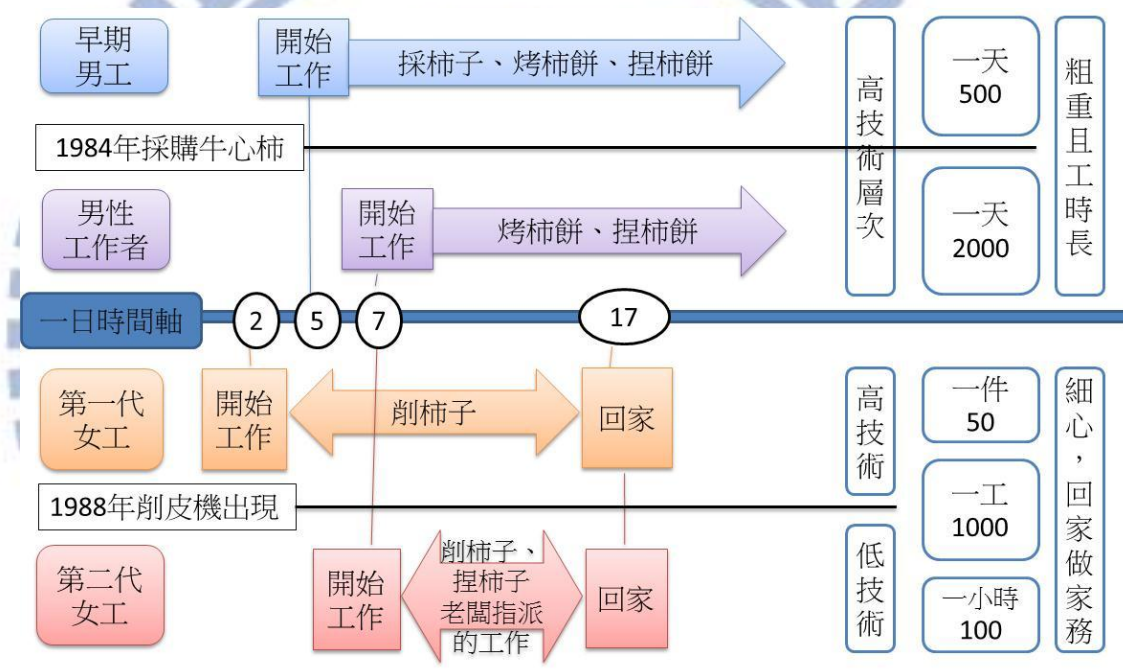 早期
男工
開始
工作
採柿子、烤柿餅、捏柿餅
1984年採購牛心柿
男性
工作者
開始
工作
烤柿餅、捏柿餅
高技術層次
一天
500
一天
2000
粗重且工時長
一日時間軸
2
5
7
17
第一代
女工
開始
工作
削柿子
回家
1988年削皮機出現
第二代
女工
開始
工作
削柿子、
捏柿子
老闆指派
的工作
回家
高技術
低技術
一件
50
一工
1000
一小時
100
細心，回家做家務